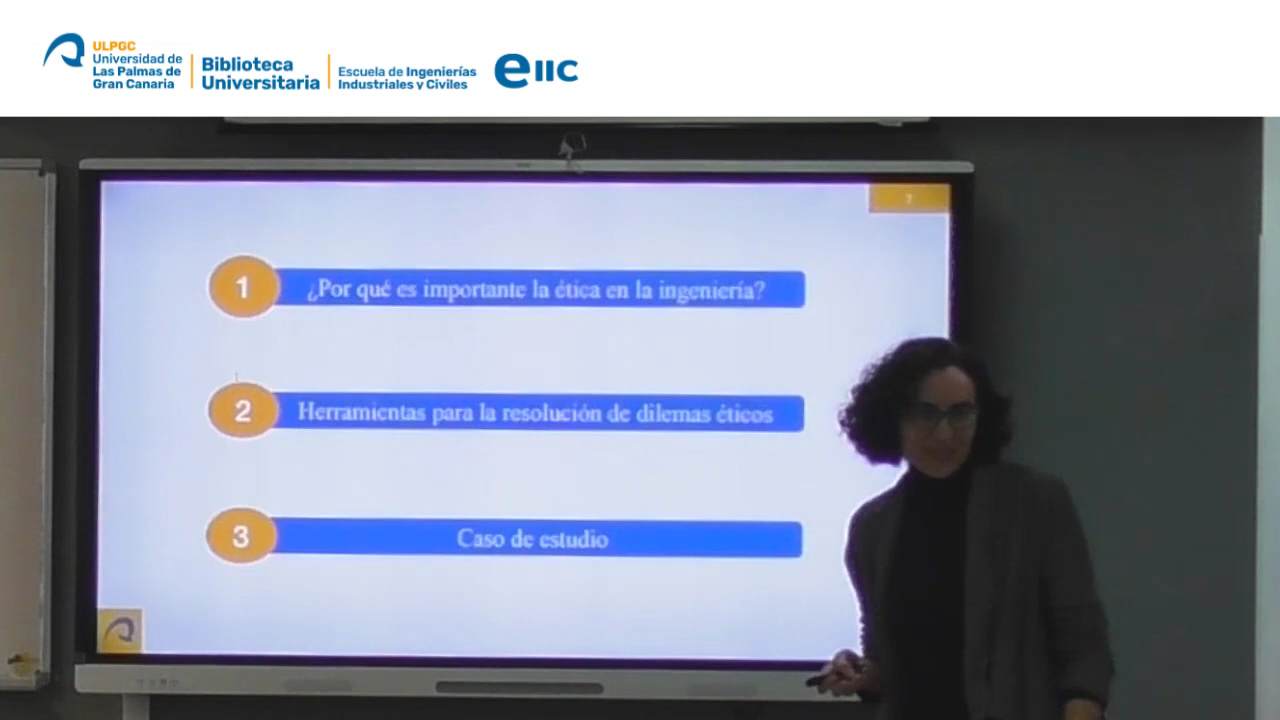 ULPGC
Universidad de
Las Palmas de
Gran Canaria
Biblioteca
Universitaria
Escuela de Ingenierías
Industriales y Civiles
eiic
1 ¿Por qué es importante la ética en la ingeniería?
2 Herramientas para la resolución de dilemas éticos
3 Caso de estudio